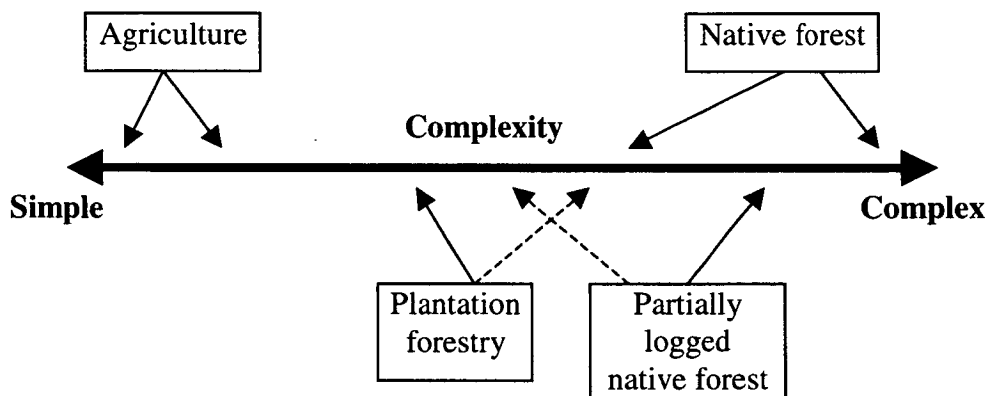 Agriculture
Native forest
Complexity
Simple
Complex
Plantation
forestry
Partially
logged
native forest